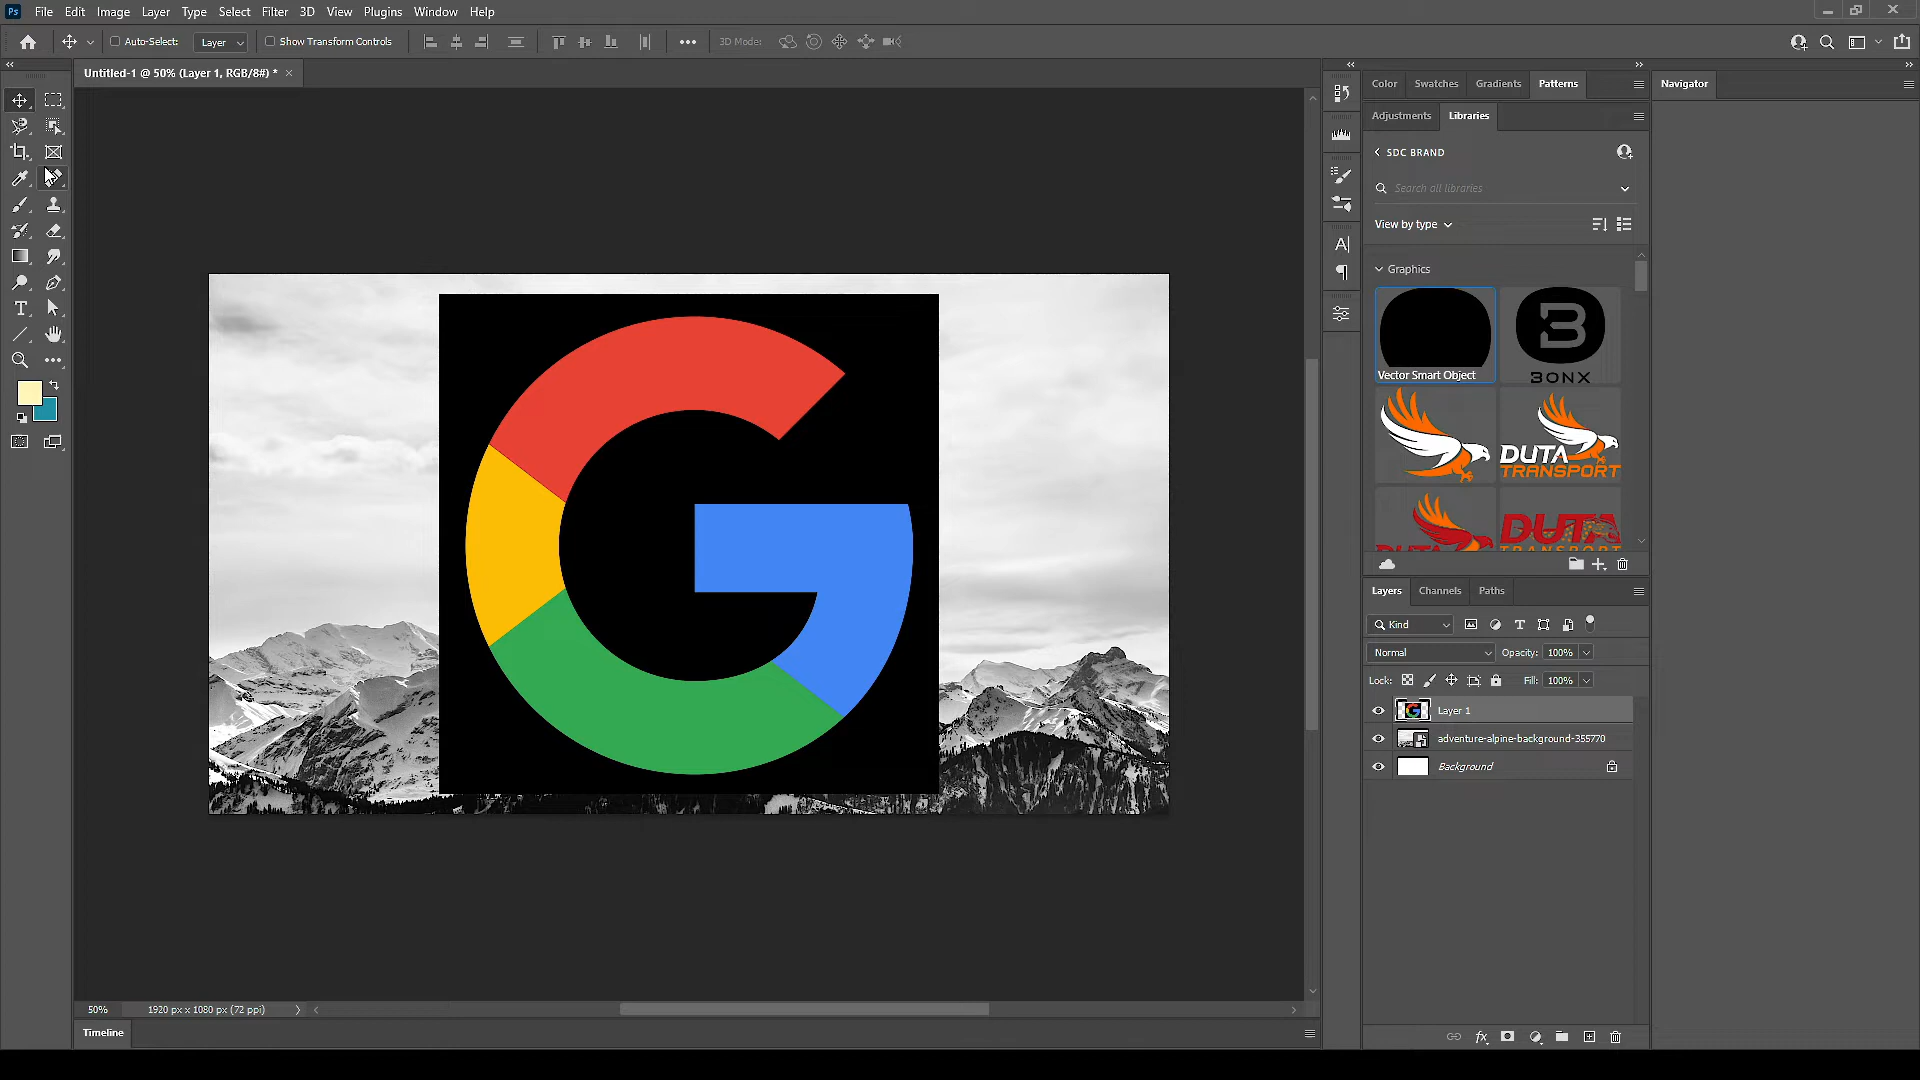 Ps File Edit Image Layer Type Select Filter 3D View Plugins Window Help
Auto-Select: Layer Show Transform Controls ••• 3D Mode:
Untitled-1 @ 50% (Layer 1, RGB/8#) * ×
Color Swatches Gradients Patterns
Navigator
Adjustments Libraries
SDC BRAND
Search all libraries
View by type
Graphics
Vector Smart Object
BONX
DUTA
TRANSPORT
DUTA
Layers Channels Paths
Kind
Normal Opacity: 100%
Lock: Fill: 100%
Layer 1
adventure-alpine-background-355770
Background
fx
50% 1920 px x 1080 px (72 ppi)
Timeline